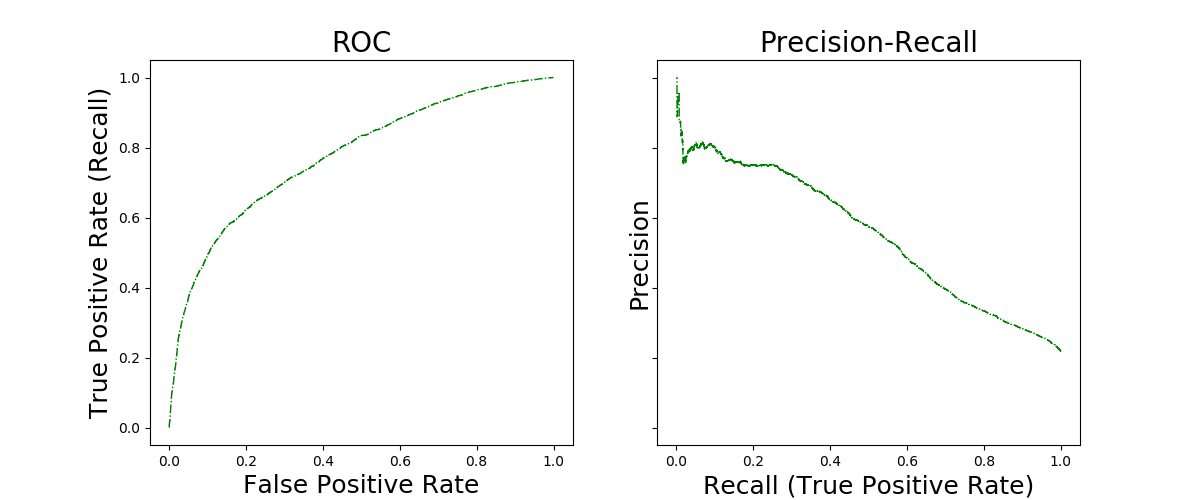 ROC
True Positive Rate (Recall)
1.0
0.8
0.6
0.4
0.2
0.0
0.0 0.2 0.4 0.6 0.8 1.0
False Positive Rate
Precision-Recall
Precision
0.0 0.2 0.4 0.6 0.8 1.0
Recall (True Positive Rate)